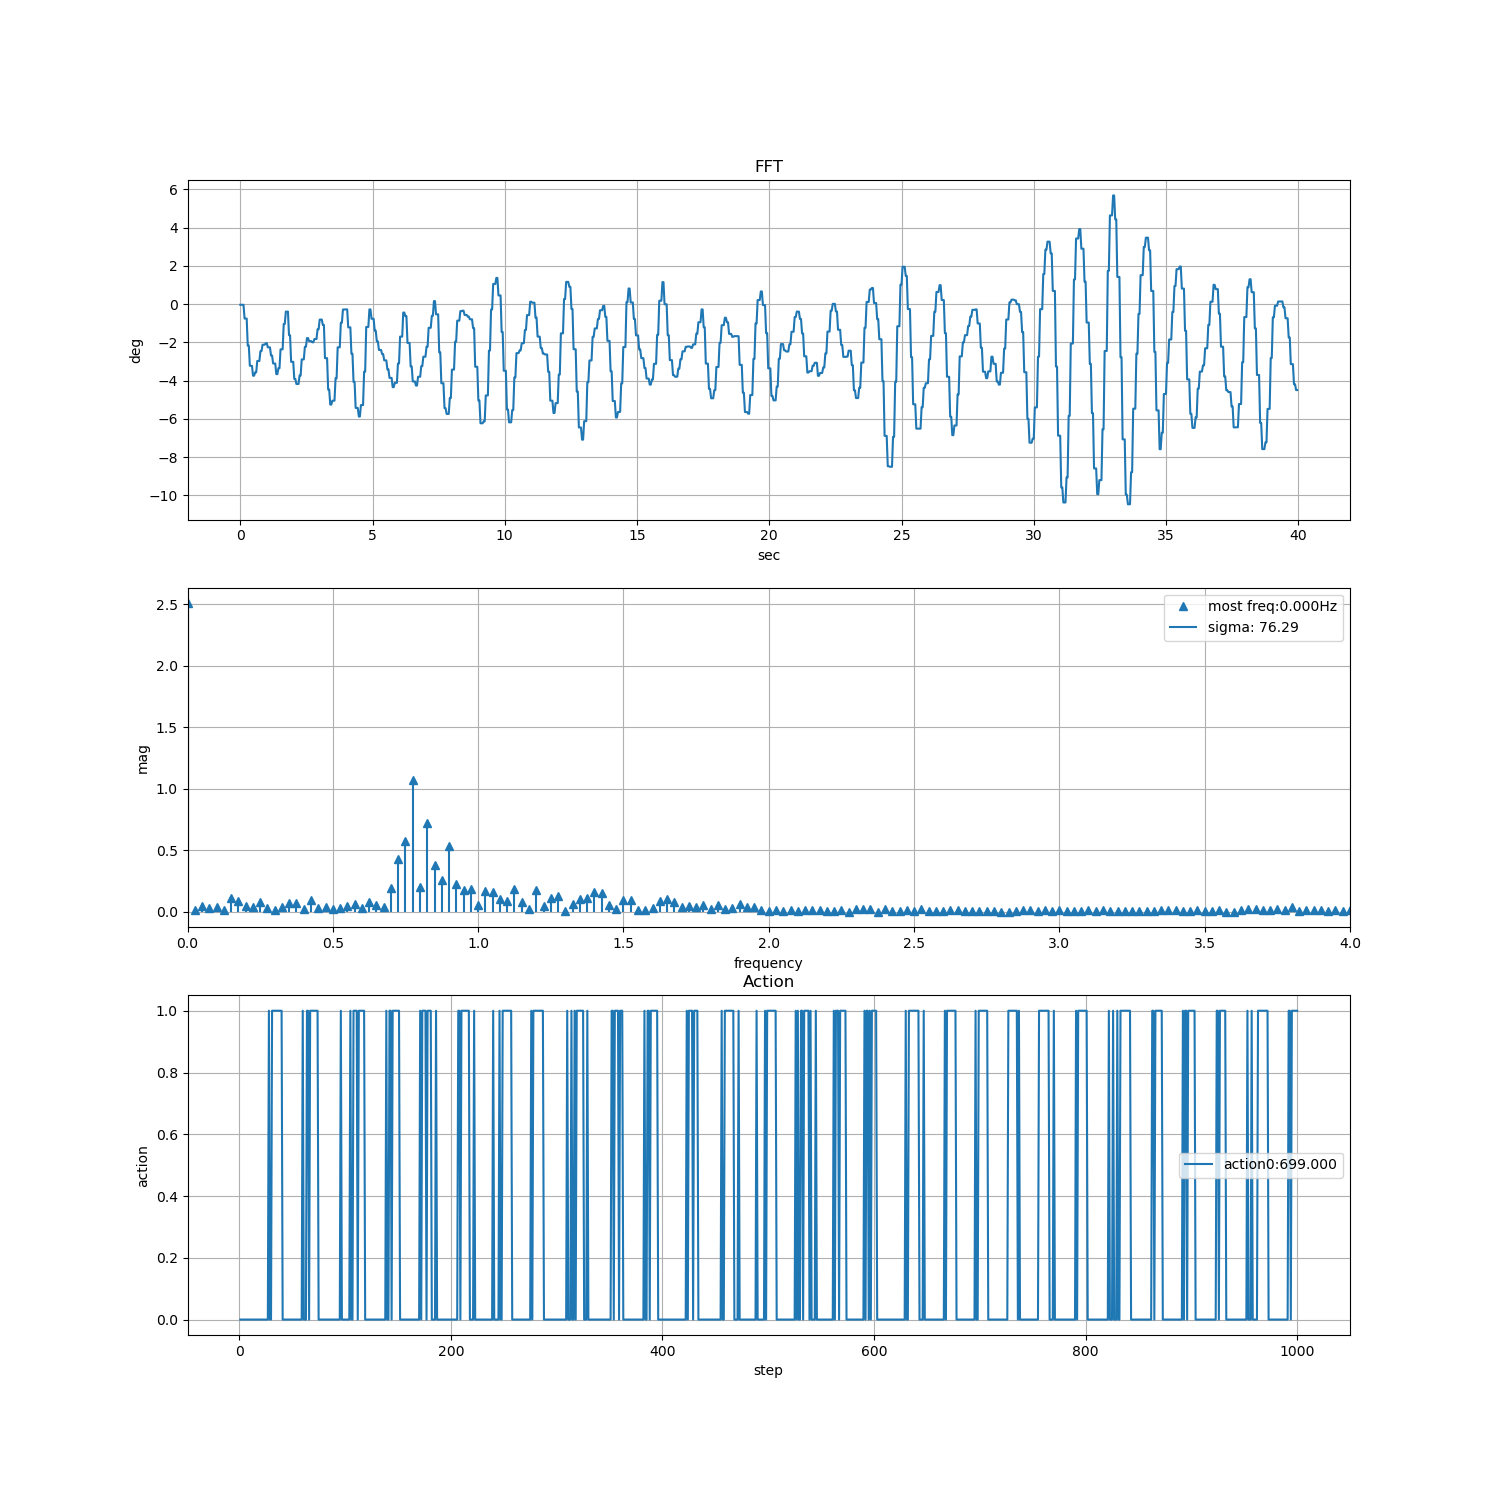 FFT
6
4
2
0
−2
−4
−6
−8
−10
deg
0 5 10 15 20 25 30 35 40
sec
2.5
2.0
1.5
1.0
0.5
0.0
mag
most freq:0.000Hz
sigma: 76.29
0.0 0.5 1.0 1.5 2.0 2.5 3.0 3.5 4.0
frequency
Action
1.0
0.8
0.6
0.4
0.2
0.0
action
action0:699.000
0 200 400 600 800 1000
step